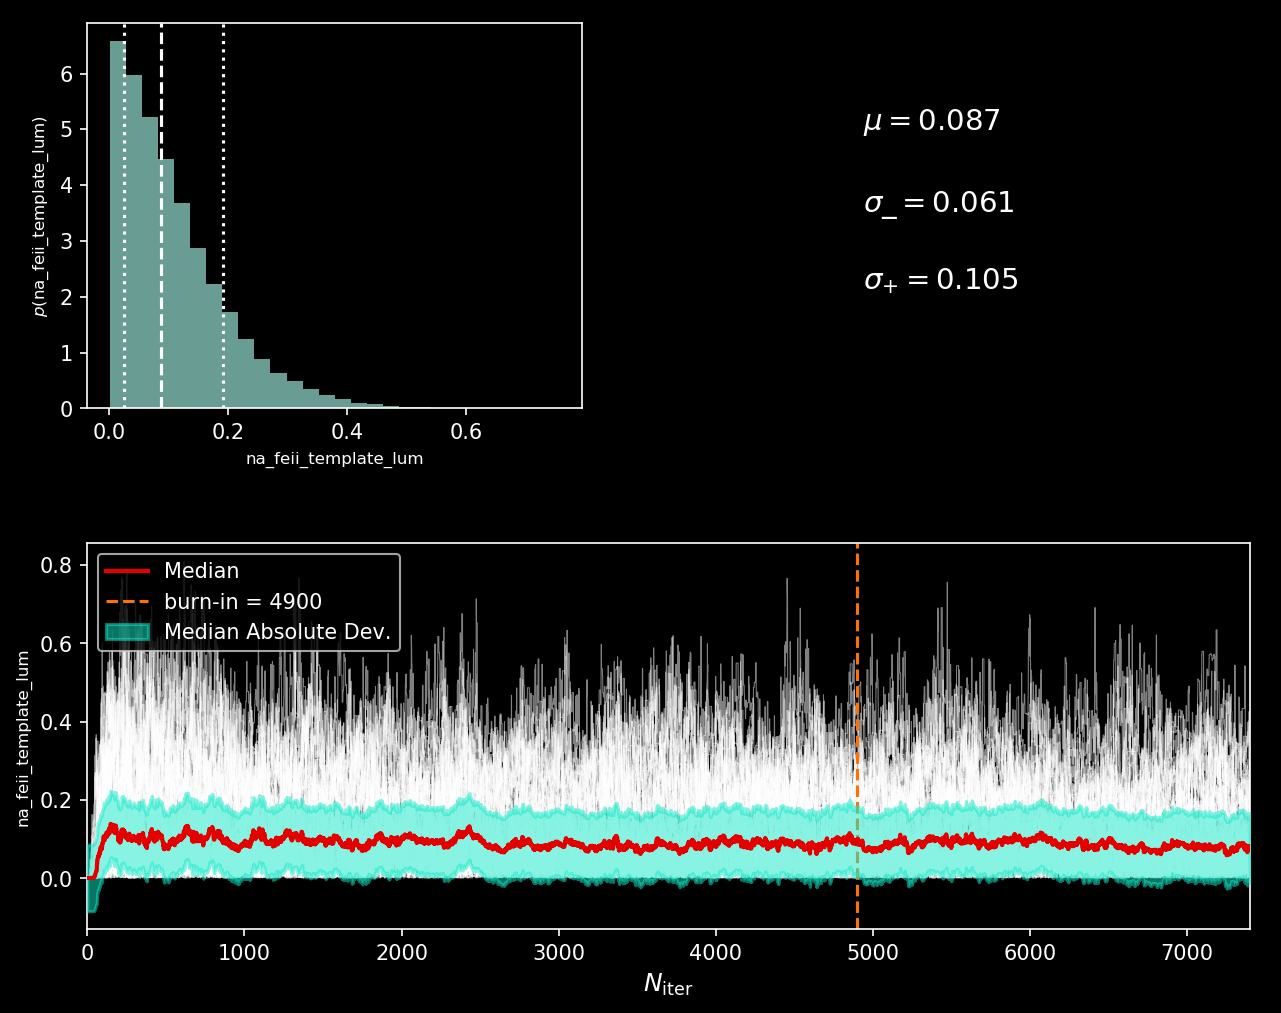 6
5
4
3
2
1
0
p(na_feii_template_lum)
0.0 0.2 0.4 0.6
na_feii_template_lum
μ = 0.087
σ₋ = 0.061
σ₊ = 0.105
0.8
0.6
0.4
0.2
0.0
na_feii_template_lum
Median
burn-in = 4900
Median Absolute Dev.
0 1000 2000 3000 4000 5000 6000 7000
N_iter